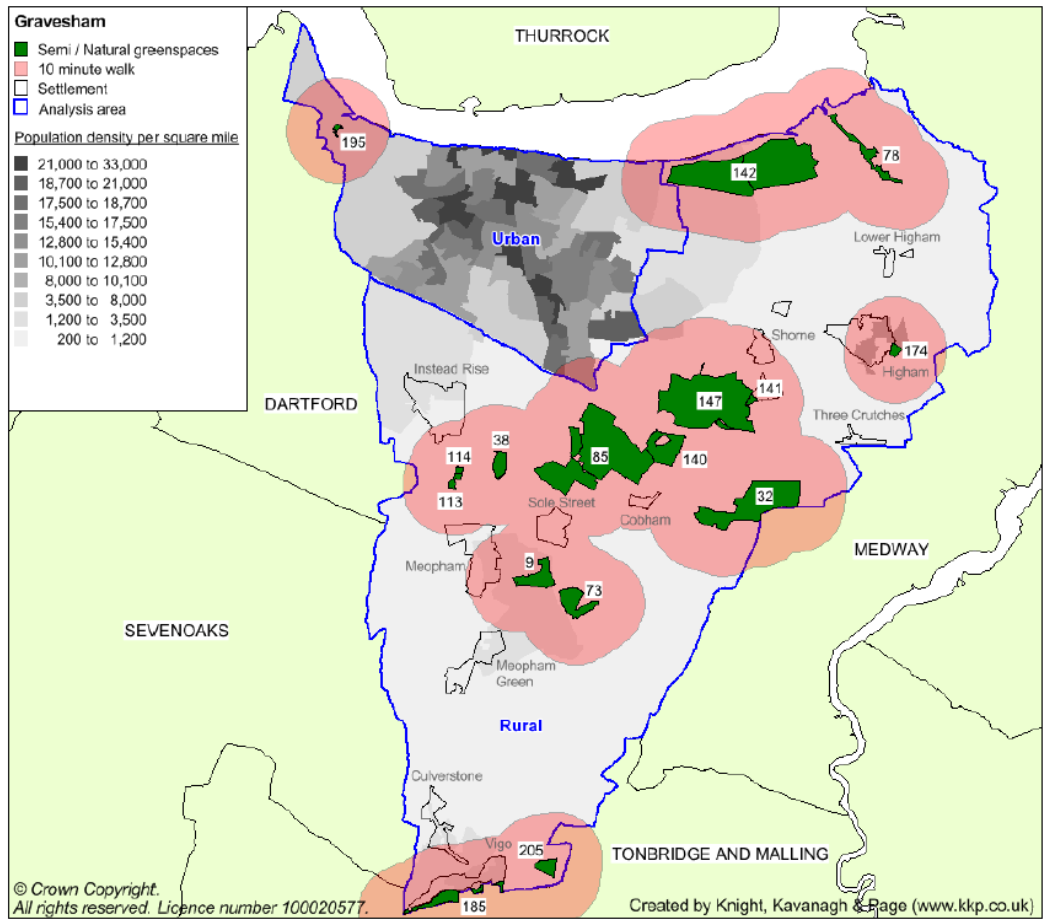 Gravesham
Semi / Natural greenspaces
10 minute walk
Settlement
Analysis area
Population density per square mile
21,000 to 33,000
18,700 to 21,000
17,500 to 18,700
15,400 to 17,500
12,800 to 15,400
10,100 to 12,800
8,000 to 10,100
3,500 to 8,000
1,200 to 3,500
200 to 1,200
THURROCK
195
142
78
Urban
Lower Higham
Shorne
174
Higham
Instead Rise
DARTFORD
147
141
Three Crutches
38
114
85
140
113
32
Sole Street
Cobham
MEDWAY
Meopham
9
73
SEVENOAKS
Meopham
Green
Rural
Culverstone
Vigo
205
TONBRIDGE AND MALLING
185
© Crown Copyright.
All rights reserved. Licence number 100020577.
Created by Knight, Kavanagh & Page (www.kkp.co.uk)